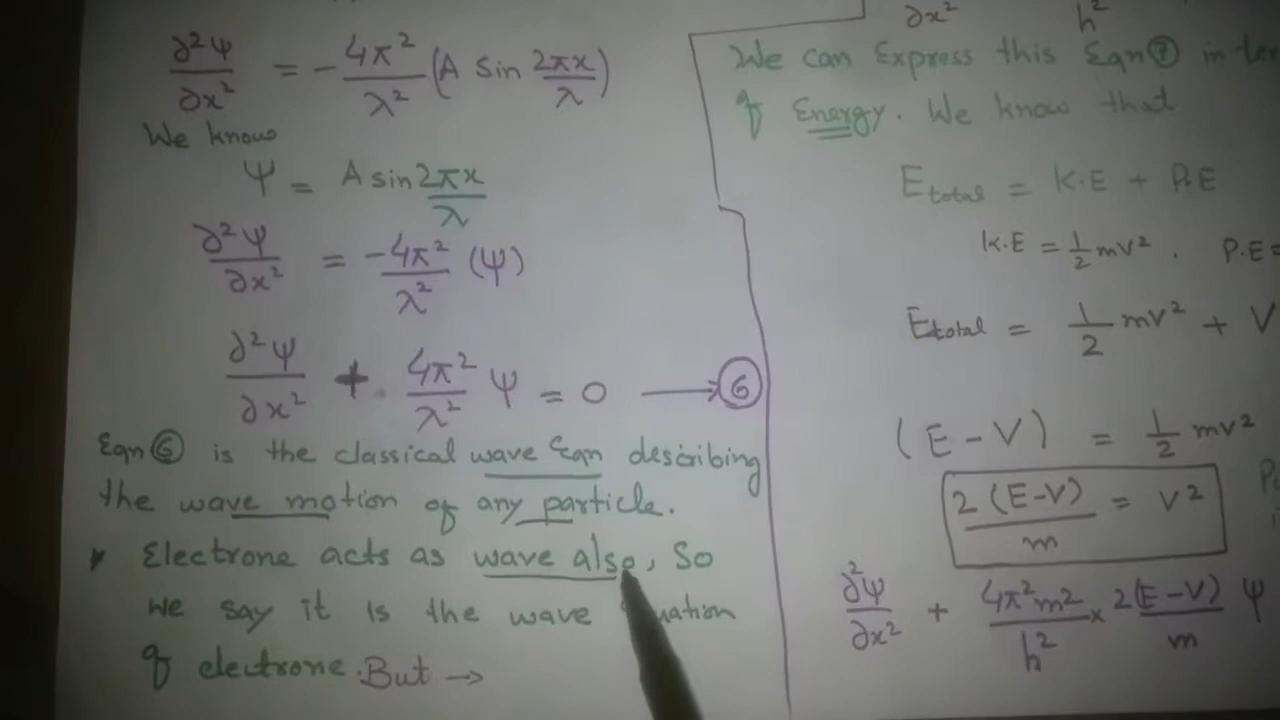 ∂²Ψ/∂x² = -4π²/λ² (A Sin 2πx/λ)
We know
Ψ = A sin 2πx/λ
∂²Ψ/∂x² = -4π²/λ² (Ψ)
∂²Ψ/∂x² + 4π²/λ² Ψ = 0 → ⑥
Eqn ⑥ is the classical wave Eqn describing
the wave motion of any particle.
* Electrone acts as wave also, So
we say it is the wave
of electrone. But →
∂x² h²
We can Express this Eqn ⑦ in
of Energy. We know that
Etotal = K.E + P.E
K.E = 1/2 mv². P.E =
Etotal = 1/2 mv² + V
(E - V) = 1/2 mv²
2(E-V)/m = v²
∂²Ψ/∂x² + 4π²m²/h² × 2(E-V)/m Ψ